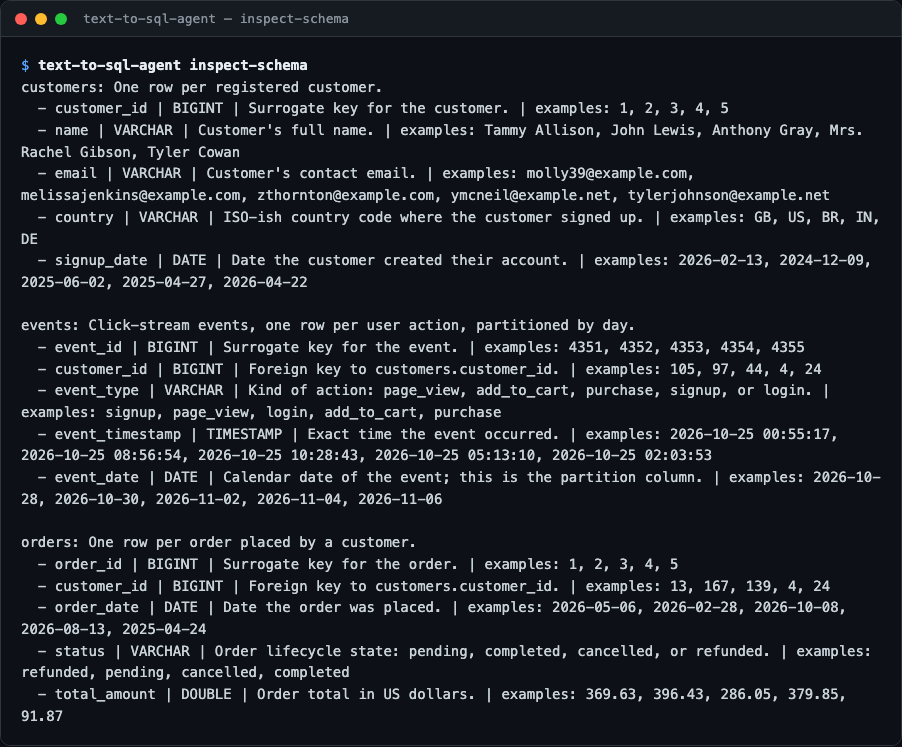 text-to-sql-agent — inspect-schema
$ text-to-sql-agent inspect-schema
customers: One row per registered customer.
  - customer_id | BIGINT | Surrogate key for the customer. | examples: 1, 2, 3, 4, 5
  - name | VARCHAR | Customer's full name. | examples: Tammy Allison, John Lewis, Anthony Gray, Mrs.
Rachel Gibson, Tyler Cowan
  - email | VARCHAR | Customer's contact email. | examples: molly39@example.com,
melissajenkins@example.com, zthornton@example.com, ymcneil@example.net, tylerjohnson@example.net
  - country | VARCHAR | ISO-ish country code where the customer signed up. | examples: GB, US, BR, IN,
DE
  - signup_date | DATE | Date the customer created their account. | examples: 2026-02-13, 2024-12-09,
2025-06-02, 2025-04-27, 2026-04-22

events: Click-stream events, one row per user action, partitioned by day.
  - event_id | BIGINT | Surrogate key for the event. | examples: 4351, 4352, 4353, 4354, 4355
  - customer_id | BIGINT | Foreign key to customers.customer_id. | examples: 105, 97, 44, 4, 24
  - event_type | VARCHAR | Kind of action: page_view, add_to_cart, purchase, signup, or login. |
examples: signup, page_view, login, add_to_cart, purchase
  - event_timestamp | TIMESTAMP | Exact time the event occurred. | examples: 2026-10-25 00:55:17,
2026-10-25 08:56:54, 2026-10-25 10:28:43, 2026-10-25 05:13:10, 2026-10-25 02:03:53
  - event_date | DATE | Calendar date of the event; this is the partition column. | examples: 2026-10-
28, 2026-10-30, 2026-11-02, 2026-11-04, 2026-11-06

orders: One row per order placed by a customer.
  - order_id | BIGINT | Surrogate key for the order. | examples: 1, 2, 3, 4, 5
  - customer_id | BIGINT | Foreign key to customers.customer_id. | examples: 13, 167, 139, 4, 24
  - order_date | DATE | Date the order was placed. | examples: 2026-05-06, 2026-02-28, 2026-10-08,
2026-08-13, 2025-04-24
  - status | VARCHAR | Order lifecycle state: pending, completed, cancelled, or refunded. | examples:
refunded, pending, cancelled, completed
  - total_amount | DOUBLE | Order total in US dollars. | examples: 369.63, 396.43, 286.05, 379.85,
91.87